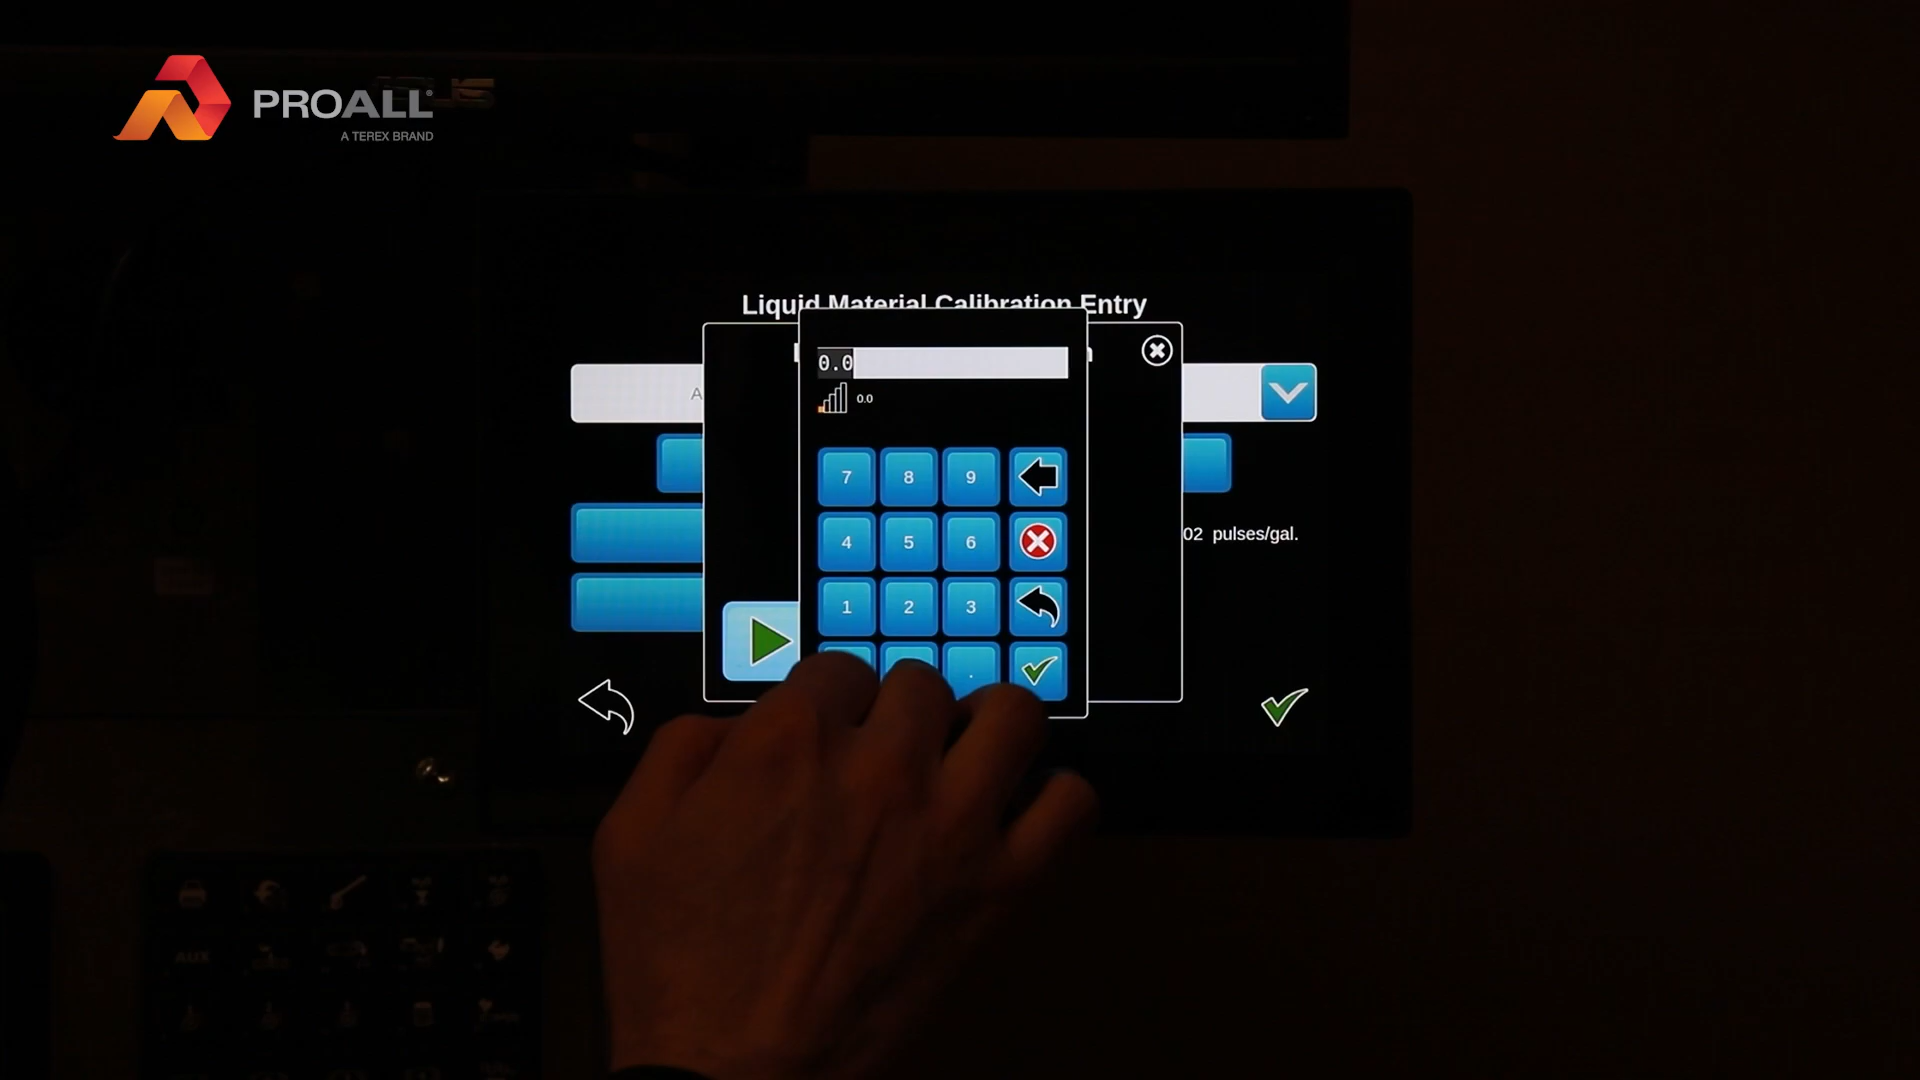 PROALL
A TEREX BRAND
Liquid Material Calibration Entry
0.0
0.0
7 8 9
4 5 6
02 pulses/gal.
1 2 3
.
AUX